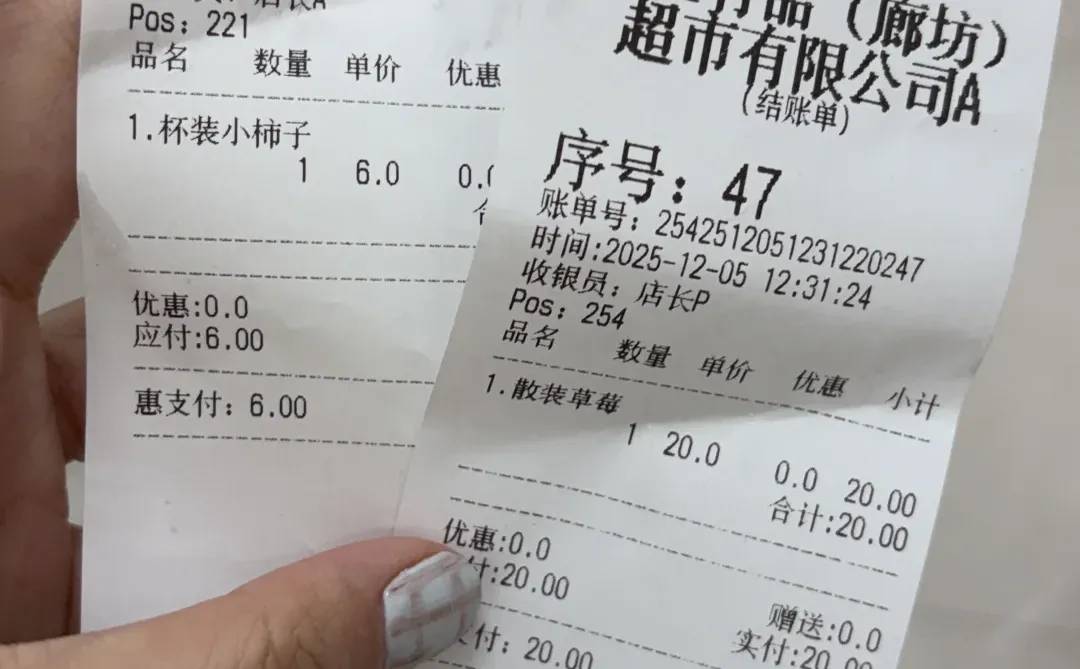 Pos: 221
品名 数量 单价 优惠
1.杯装小柿子
1 6.0
优惠:0.0
应付:6.00
惠支付: 6.00
（廊坊）
超市有限公司A
(结账单)
序号: 47
账单号: 2542512051231220247
时间:2025-12-05 12:31:24
收银员: 店长P
Pos: 254
品名 数量 单价 优惠 小计
1.散装草莓
1 20.0 0.0 20.00
合计:20.00
优惠:0.0
付:20.00
赠送:0.0
支付: 20.00
实付:20.00